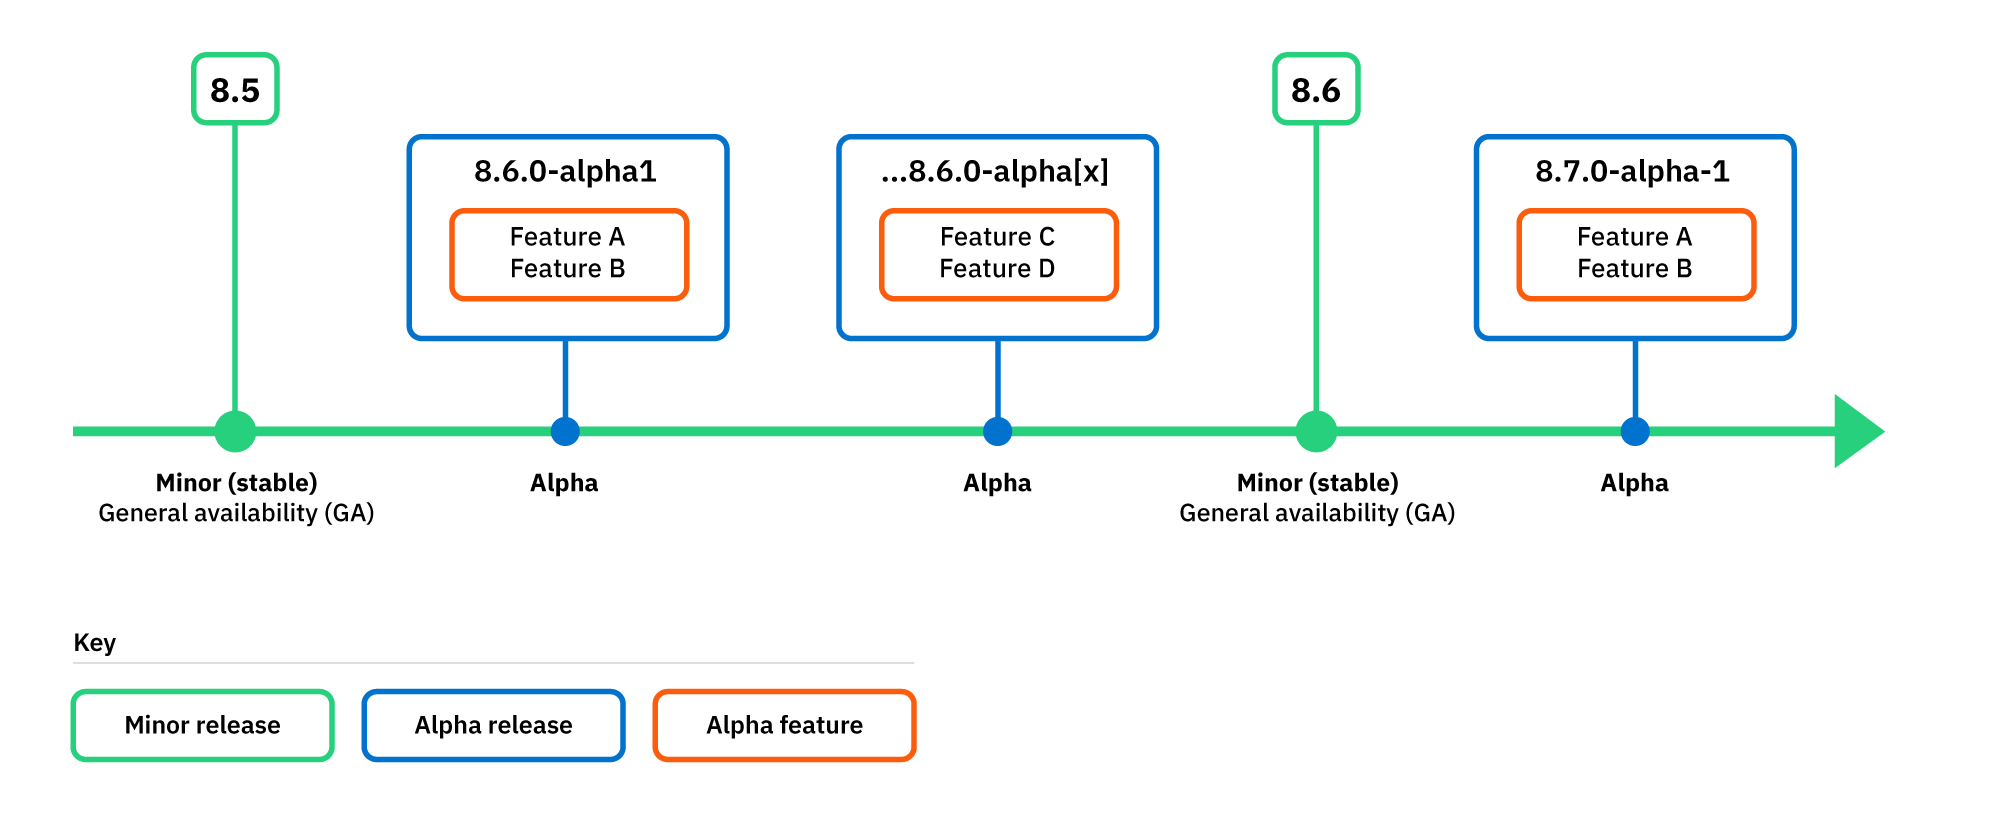 8.5
8.6
8.6.0-alpha1
Feature A
Feature B
...8.6.0-alpha[x]
Feature C
Feature D
8.7.0-alpha-1
Feature A
Feature B
Minor (stable)
General availability (GA)
Alpha
Alpha
Minor (stable)
General availability (GA)
Alpha
Key
Minor release
Alpha release
Alpha feature